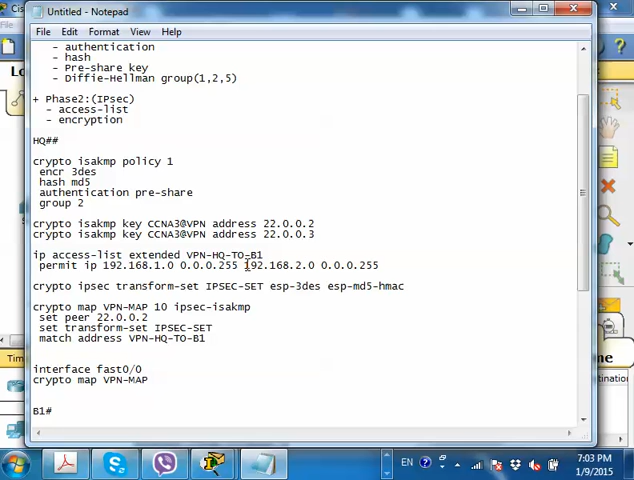 Cis
Untitled - Notepad
File Edit Format View Help
- authentication
- hash
- Pre-share key
- Diffie-Hellman group(1,2,5)
+ Phase2:(IPsec)
- access-list
- encryption
HQ##
crypto isakmp policy 1
encr 3des
hash md5
authentication pre-share
group 2
crypto isakmp key CCNA3@VPN address 22.0.0.2
crypto isakmp key CCNA3@VPN address 22.0.0.3
ip access-list extended VPN-HQ-TO-B1
permit ip 192.168.1.0 0.0.0.255 192.168.2.0 0.0.0.255
crypto ipsec transform-set IPSEC-SET esp-3des esp-md5-hmac
crypto map VPN-MAP 10 ipsec-isakmp
set peer 22.0.0.2
set transform-set IPSEC-SET
match address VPN-HQ-TO-B1
interface fast0/0
crypto map VPN-MAP
B1#
Lo
Time
me
stination
EN
7:03 PM
1/9/2015